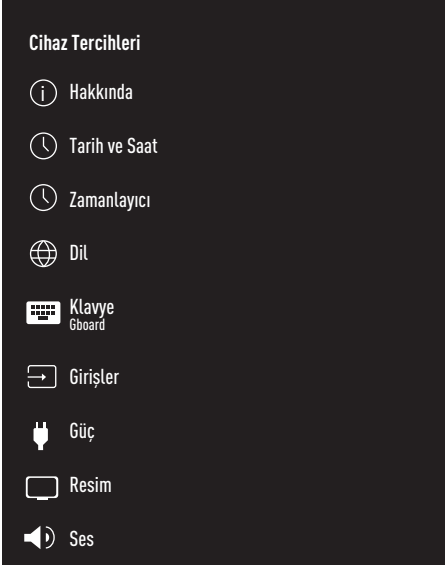 Cihaz Tercihleri
Hakkında
Tarih ve Saat
Zamanlayıcı
Dil
Klavye
Gboard
Girişler
Güç
Resim
Ses